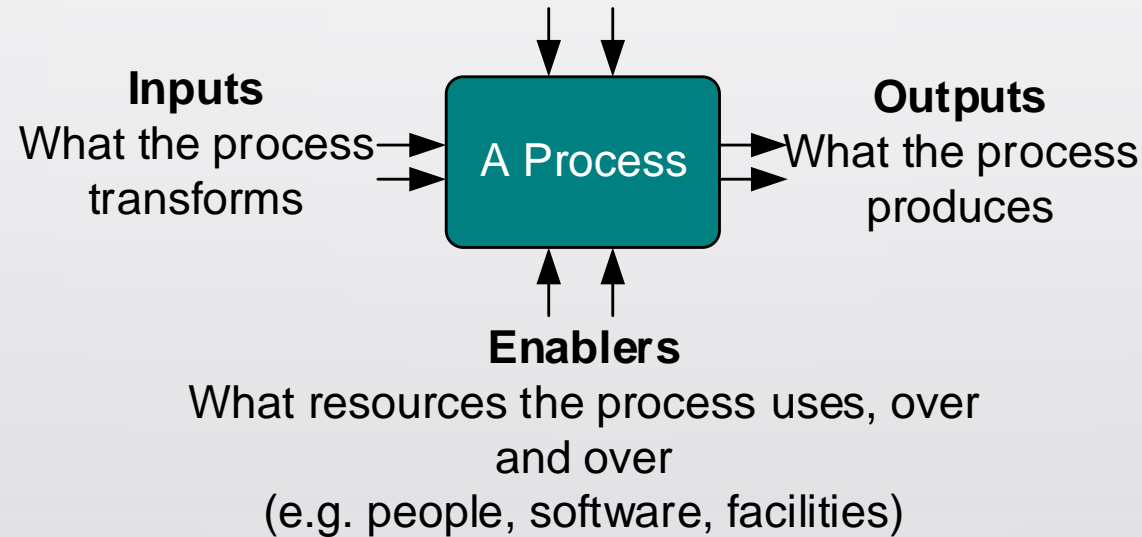 Inputs
What the process
transforms
A Process
Outputs
What the process
produces
Enablers
What resources the process uses, over
and over
(e.g. people, software, facilities)